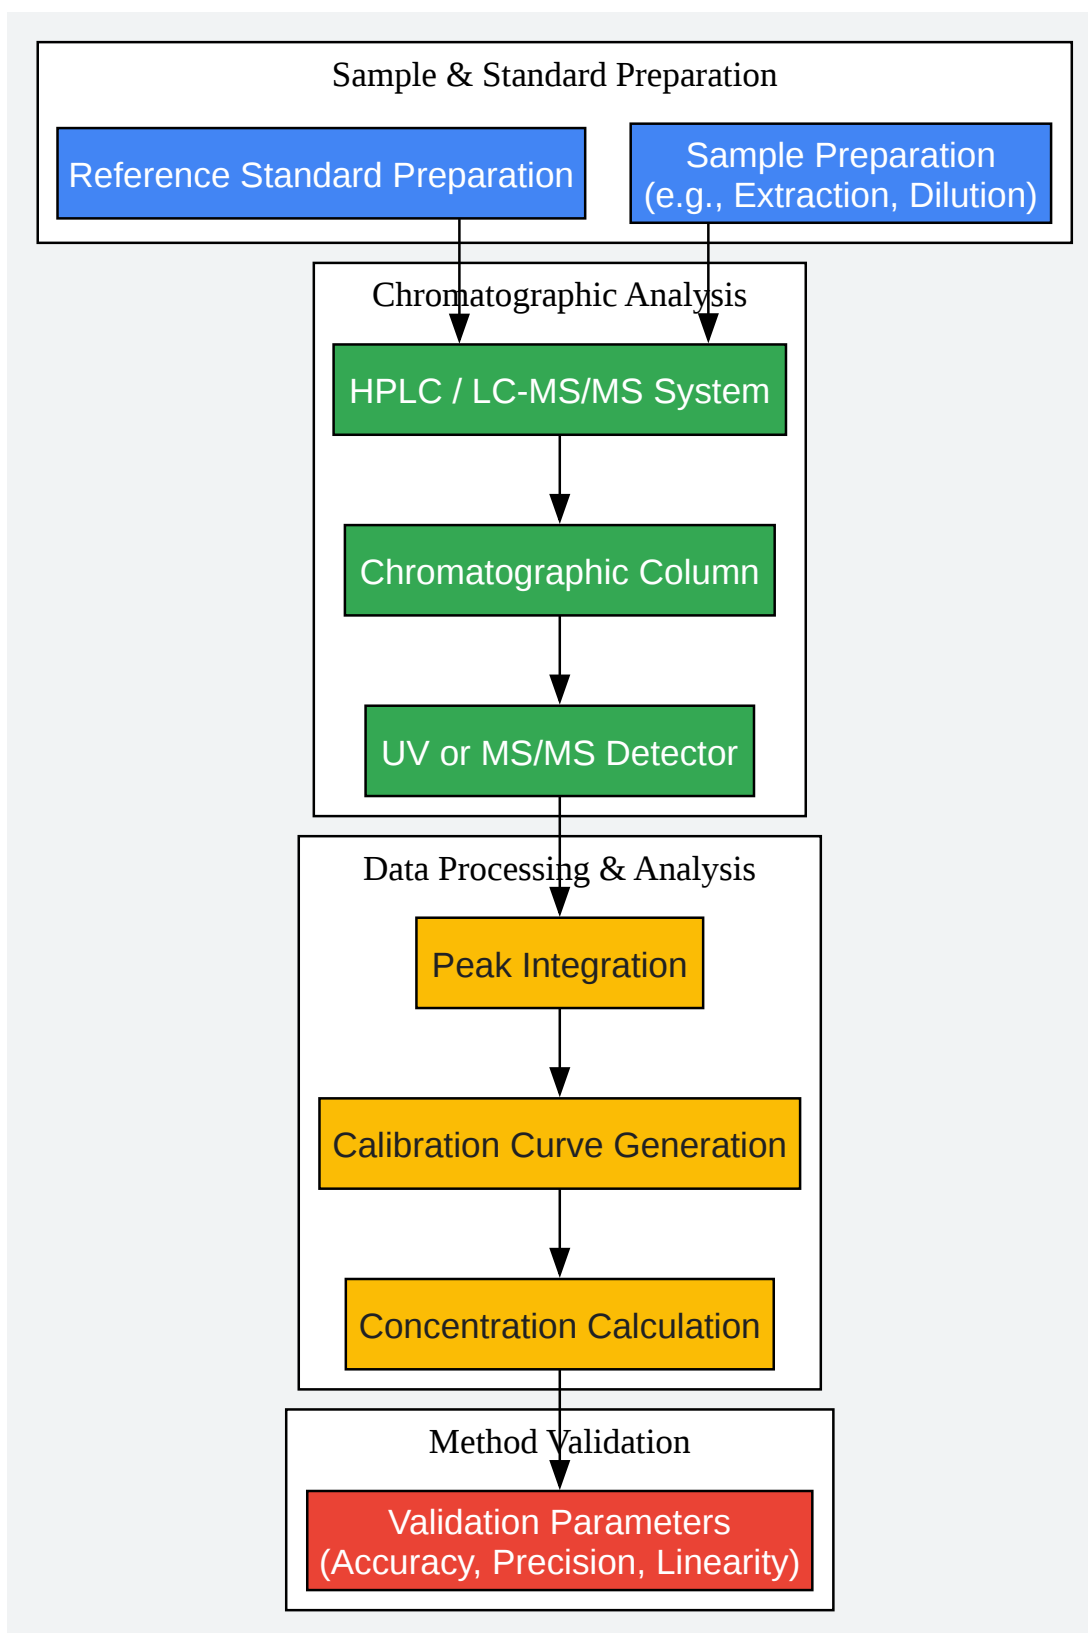 Sample & Standard Preparation
Reference Standard Preparation
Sample Preparation
(e.g., Extraction, Dilution)
Chromatographic Analysis
HPLC / LC-MS/MS System
Chromatographic Column
UV or MS/MS Detector
Data Processing & Analysis
Peak Integration
Calibration Curve Generation
Concentration Calculation
Method Validation
Validation Parameters
(Accuracy, Precision, Linearity)